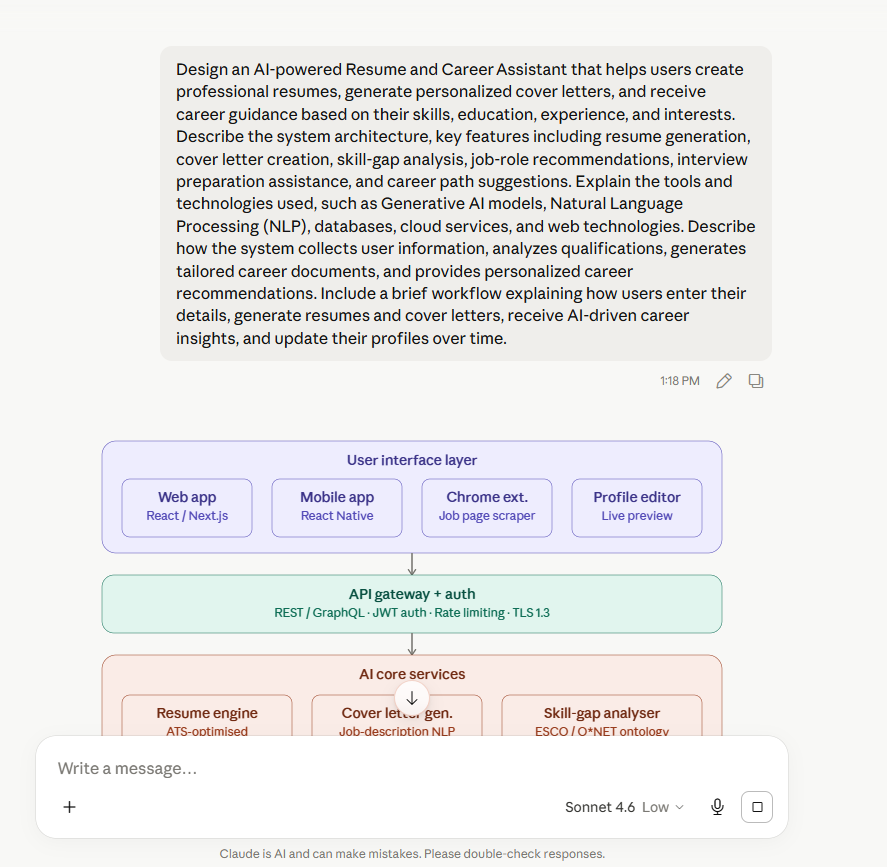 Design an AI-powered Resume and Career Assistant that helps users create
professional resumes, generate personalized cover letters, and receive
career guidance based on their skills, education, experience, and interests.
Describe the system architecture, key features including resume generation,
cover letter creation, skill-gap analysis, job-role recommendations, interview
preparation assistance, and career path suggestions. Explain the tools and
technologies used, such as Generative AI models, Natural Language
Processing (NLP), databases, cloud services, and web technologies. Describe
how the system collects user information, analyzes qualifications, generates
tailored career documents, and provides personalized career
recommendations. Include a brief workflow explaining how users enter their
details, generate resumes and cover letters, receive AI-driven career
insights, and update their profiles over time.
1:18 PM
User interface layer
Web app
React / Next.js
Mobile app
React Native
Chrome ext.
Job page scraper
Profile editor
Live preview
API gateway + auth
REST / GraphQL · JWT auth · Rate limiting · TLS 1.3
AI core services
Resume engine
ATS-optimised
Cover letter gen.
Job-description NLP
Skill-gap analyser
ESCO / O*NET ontology
Write a message...
Sonnet 4.6 Low
Claude is AI and can make mistakes. Please double-check responses.